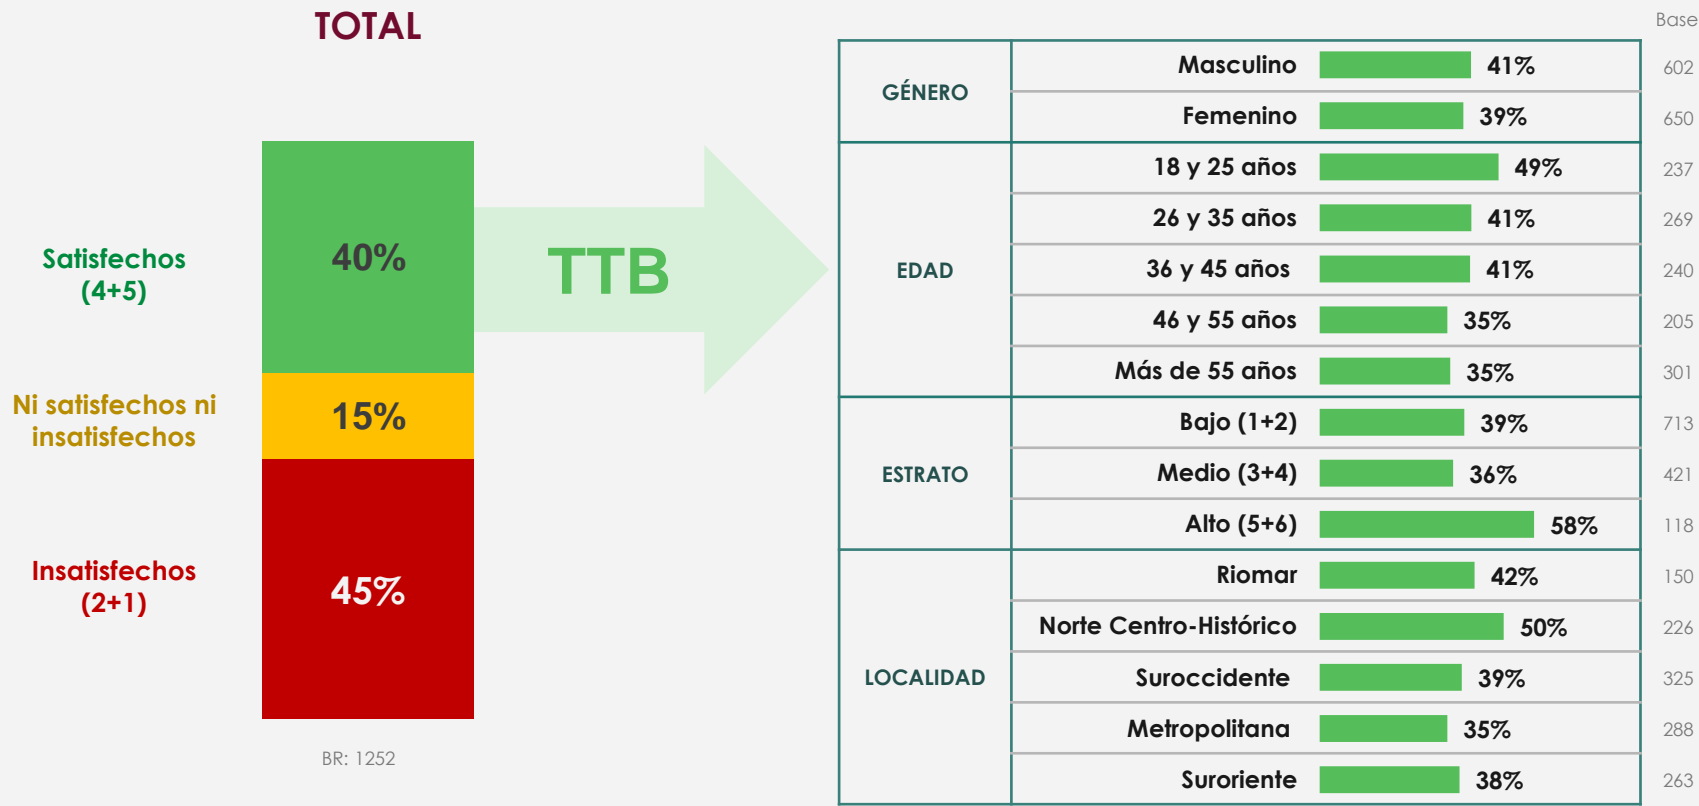 TOTAL
Satisfechos
(4+5)
40%
Ni satisfechos ni
insatisfechos
15%
Insatisfechos
(2+1)
45%
BR: 1252
TTB
Base
GÉNERO
Masculino 41% 602
Femenino 39% 650
EDAD
18 y 25 años 49% 237
26 y 35 años 41% 269
36 y 45 años 41% 240
46 y 55 años 35% 205
Más de 55 años 35% 301
ESTRATO
Bajo (1+2) 39% 713
Medio (3+4) 36% 421
Alto (5+6) 58% 118
LOCALIDAD
Riomar 42% 150
Norte Centro-Histórico 50% 226
Suroccidente 39% 325
Metropolitana 35% 288
Suroriente 38% 263